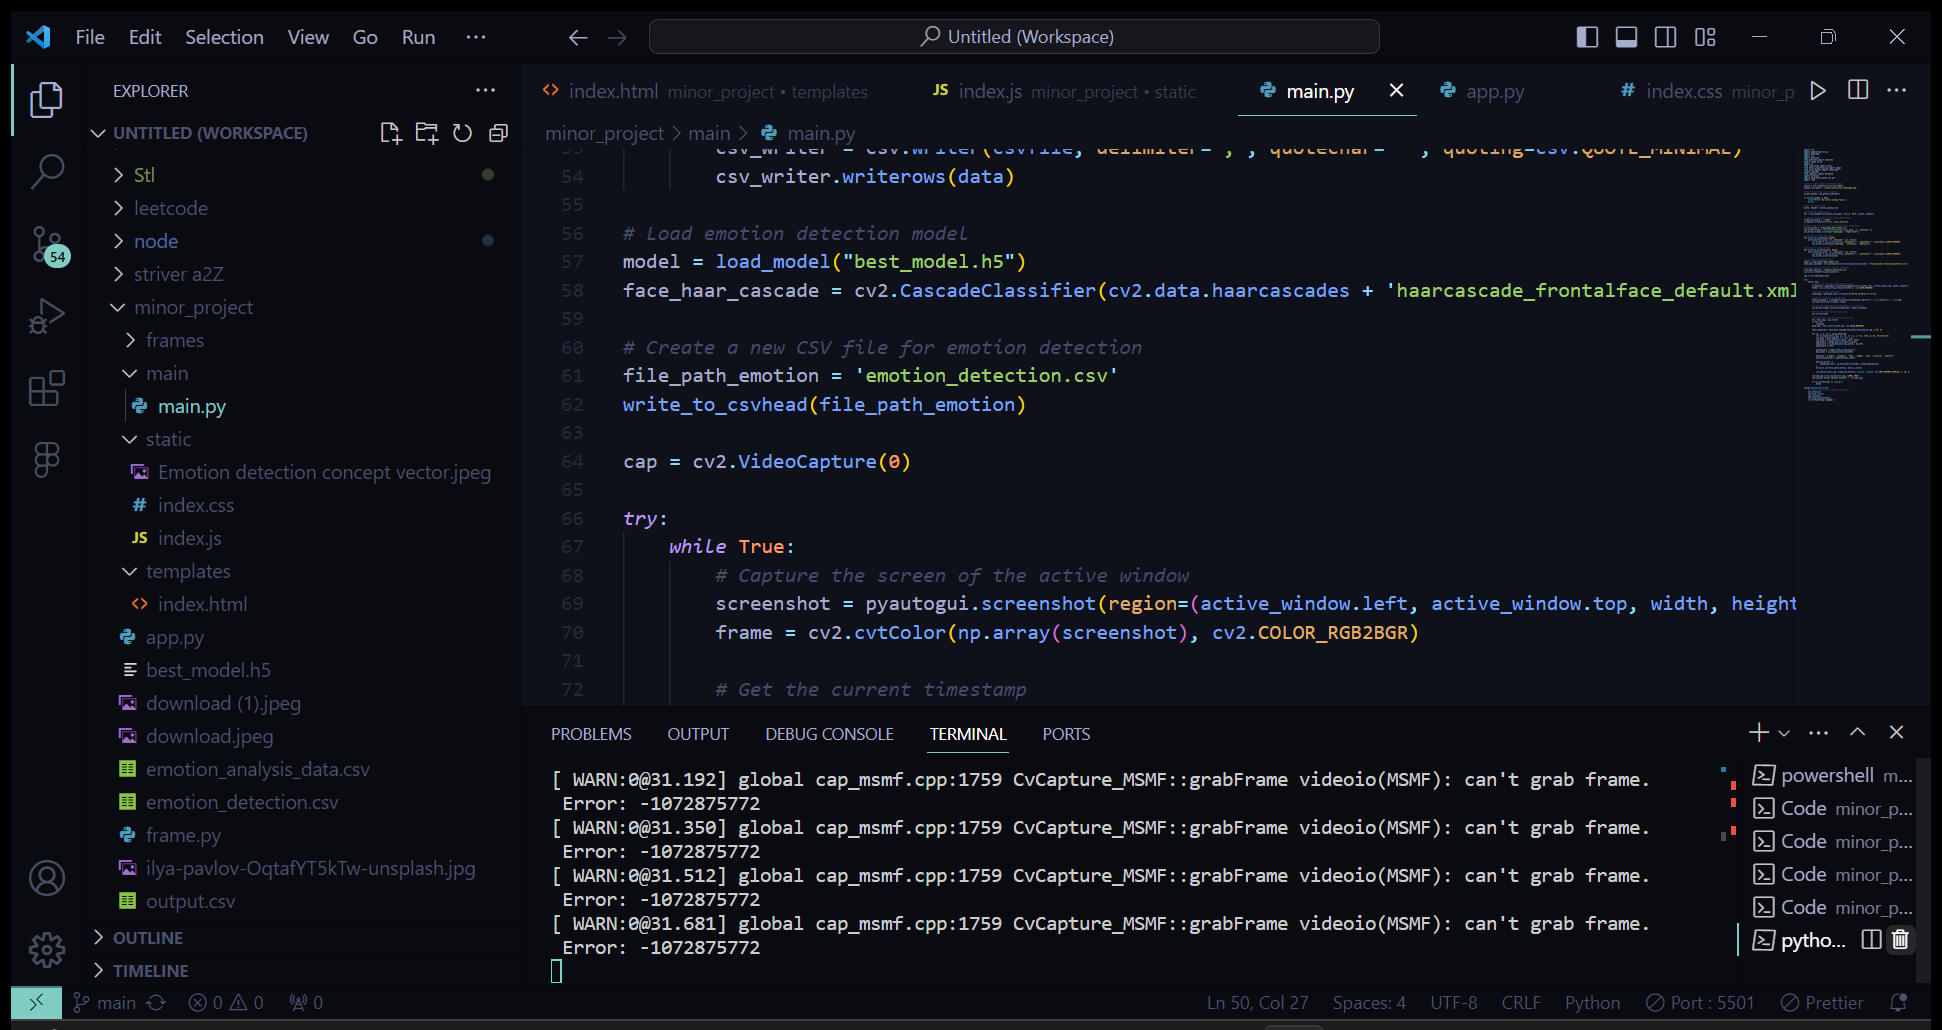 File Edit Selection View Go Run ···
Untitled (Workspace)
EXPLORER
UNTITLED (WORKSPACE)
Stl
leetcode
node
striver a2Z
minor_project
frames
main
main.py
static
Emotion detection concept vector.jpeg
# index.css
JS index.js
templates
<> index.html
app.py
best_model.h5
download (1).jpeg
download.jpeg
emotion_analysis_data.csv
emotion_detection.csv
frame.py
ilya-pavlov-OqtafYT5kTw-unsplash.jpg
output.csv
OUTLINE
TIMELINE
54
<> index.html minor_project • templates
JS index.js minor_project • static
main.py
app.py
# index.css minor_p
minor_project > main > main.py
54 csv_writer.writerows(data)
55
56 # Load emotion detection model
57 model = load_model("best_model.h5")
58 face_haar_cascade = cv2.CascadeClassifier(cv2.data.haarcascades + 'haarcascade_frontalface_default.xml
59
60 # Create a new CSV file for emotion detection
61 file_path_emotion = 'emotion_detection.csv'
62 write_to_csvhead(file_path_emotion)
63
64 cap = cv2.VideoCapture(0)
65
66 try:
67 while True:
68 # Capture the screen of the active window
69 screenshot = pyautogui.screenshot(region=(active_window.left, active_window.top, width, height
70 frame = cv2.cvtColor(np.array(screenshot), cv2.COLOR_RGB2BGR)
71
72 # Get the current timestamp
PROBLEMS OUTPUT DEBUG CONSOLE TERMINAL PORTS
[ WARN:0@31.192] global cap_msmf.cpp:1759 CvCapture_MSMF::grabFrame videoio(MSMF): can't grab frame.
Error: -1072875772
[ WARN:0@31.350] global cap_msmf.cpp:1759 CvCapture_MSMF::grabFrame videoio(MSMF): can't grab frame.
Error: -1072875772
[ WARN:0@31.512] global cap_msmf.cpp:1759 CvCapture_MSMF::grabFrame videoio(MSMF): can't grab frame.
Error: -1072875772
[ WARN:0@31.681] global cap_msmf.cpp:1759 CvCapture_MSMF::grabFrame videoio(MSMF): can't grab frame.
Error: -1072875772
powershell m...
Code minor_p...
Code minor_p...
Code minor_p...
Code minor_p...
pytho...
main 0 0 0
Ln 50, Col 27 Spaces: 4 UTF-8 CRLF Python Port : 5501 Prettier